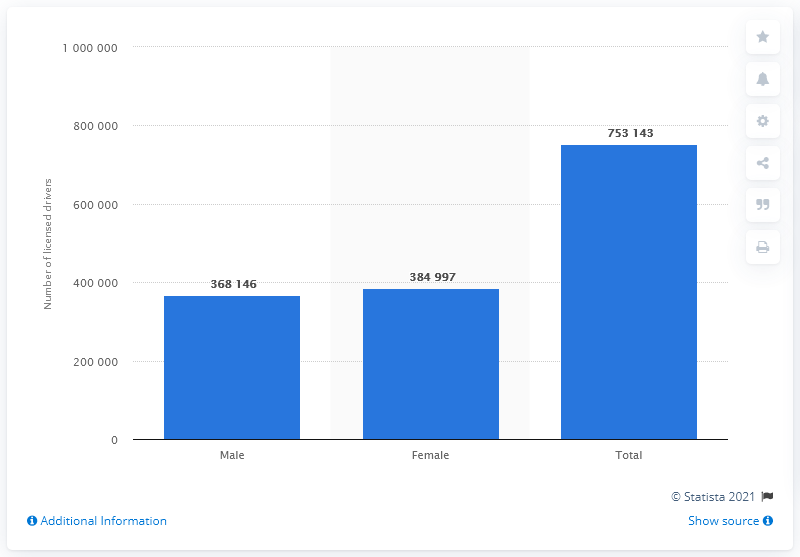 1 000 000
800 000
600 000
400 000
200 000
0
Number of licensed drivers
368 146
384 997
753 143
Male
Female
Total
© Statista 2021
Additional Information
Show source